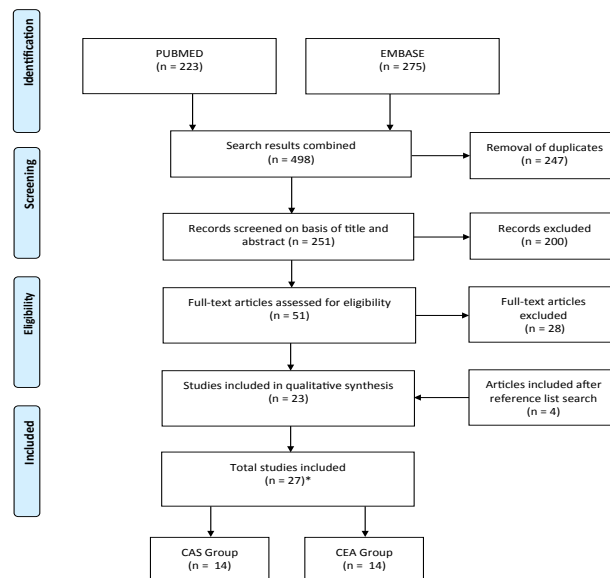 Identification
PUBMED
(n = 223)
EMBASE
(n = 275)
Search results combined
(n = 498)
Removal of duplicates
(n = 247)
Screening
Records screened on basis of title and
abstract (n = 251)
Records excluded
(n = 200)
Eligibility
Full-text articles assessed for eligibility
(n = 51)
Full-text articles
excluded
(n = 28)
Studies included in qualitative synthesis
(n = 23)
Articles included after
reference list search
(n = 4)
Included
Total studies included
(n = 27)*
CAS Group
(n = 14)
CEA Group
(n = 14)